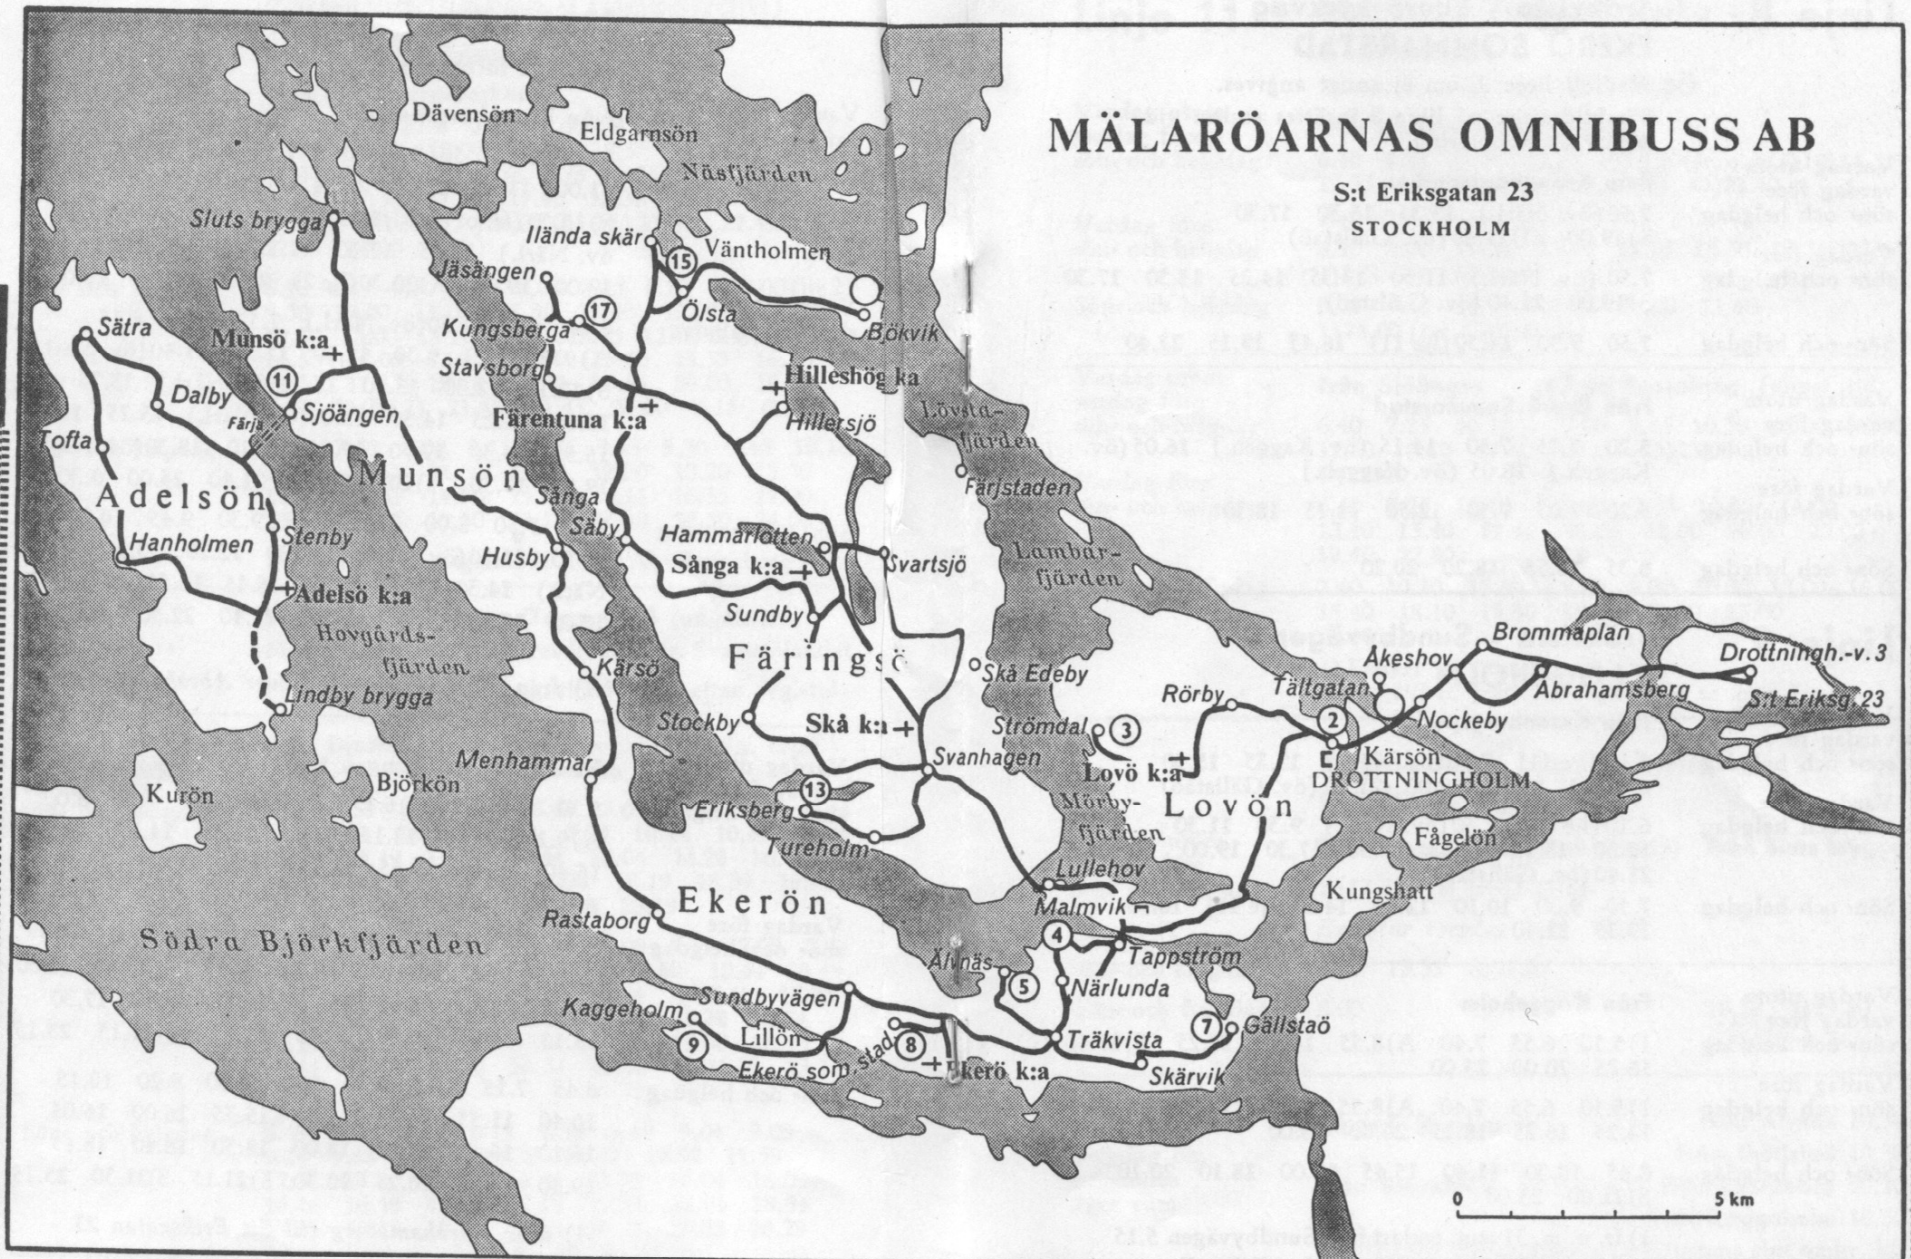 MÄLARÖARNAS OMNIBUSS AB
S:t Eriksgatan 23
STOCKHOLM
Dävensön
Eldgarnsön
Näsfjärden
Sluts brygga
Ilända skär
15
Väntholmen
Jäsängen
17
Kungsberga
Ölsta
Bökvik
Sätra
Munsö k:a
Stavsborg
11
Dalby
Sjöängen
Färja
Färentuna k:a
Hilleshög ka
Hillersjö
Lövsta-
fjärden
Tofta
Munsön
Adelsön
Sånga
Säby
Färjstaden
Hanholmen
Stenby
Husby
Hammarlötten
Sånga k:a
Svartsjö
Lambar-
fjärden
Adelsö k:a
Sundby
Hovgårds-
fjärden
Kärsö
Färingsö
Skå Edeby
Brommaplan
Åkeshov
Drottningh.-v.3
Lindby brygga
Stockby
Skå k:a
Strömdal
3
Rörby
Tältgatan
2
Abrahamsberg
S:t Eriksg.23
Nockeby
Menhammar
Svanhagen
Lovö k:a
Kärsön
DROTTNINGHOLM
Kurön
Björkön
13
Eriksberg
Mörby-
fjärden
Lovön
Tureholm
Fågelön
Lullehov
Kungshatt
Ekerön
Malmvik
Rastaborg
4
Södra Björkfjärden
Tappström
Älvnäs
5
Närlunda
Sundbyvägen
Kaggeholm
7
Gällstaö
9
Lillön
8
Träkvista
Ekerö som.stad
Ekerö k:a
Skärvik
0
5 km